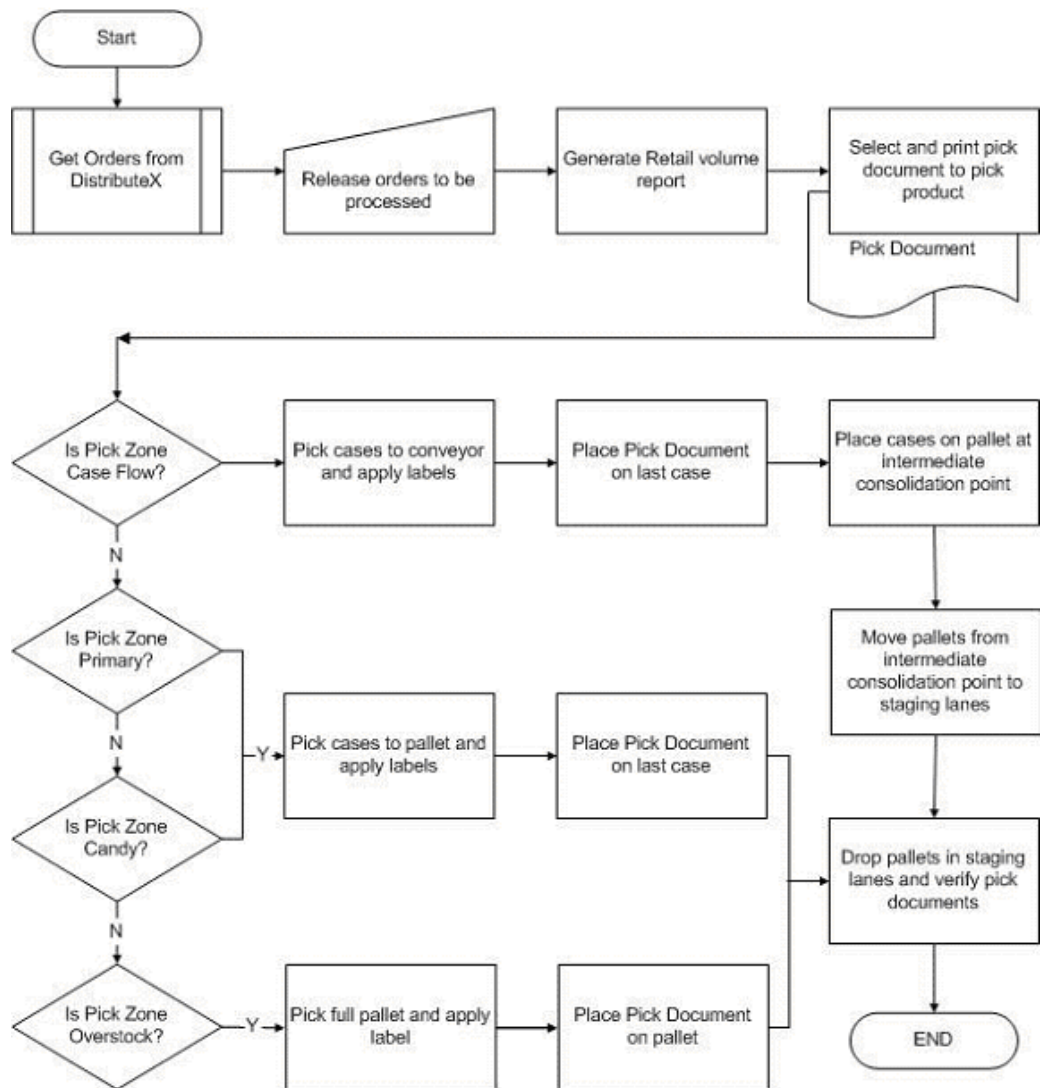 Start
Get Orders from
DistributeX
Release orders to be
processed
Generate Retail volume
report
Select and print pick
document to pick
product
Pick Document
Is Pick Zone
Case Flow?
Pick cases to conveyor
and apply labels
Place Pick Document
on last case
Place cases on pallet at
intermediate
consolidation point
N
Is Pick Zone
Primary?
Move pallets from
intermediate
consolidation point to
staging lanes
N
Y
Pick cases to pallet and
apply labels
Place Pick Document
on last case
Is Pick Zone
Candy?
Drop pallets in staging
lanes and verify pick
documents
N
Is Pick Zone
Overstock?
Y
Pick full pallet and apply
label
Place Pick Document
on pallet
END